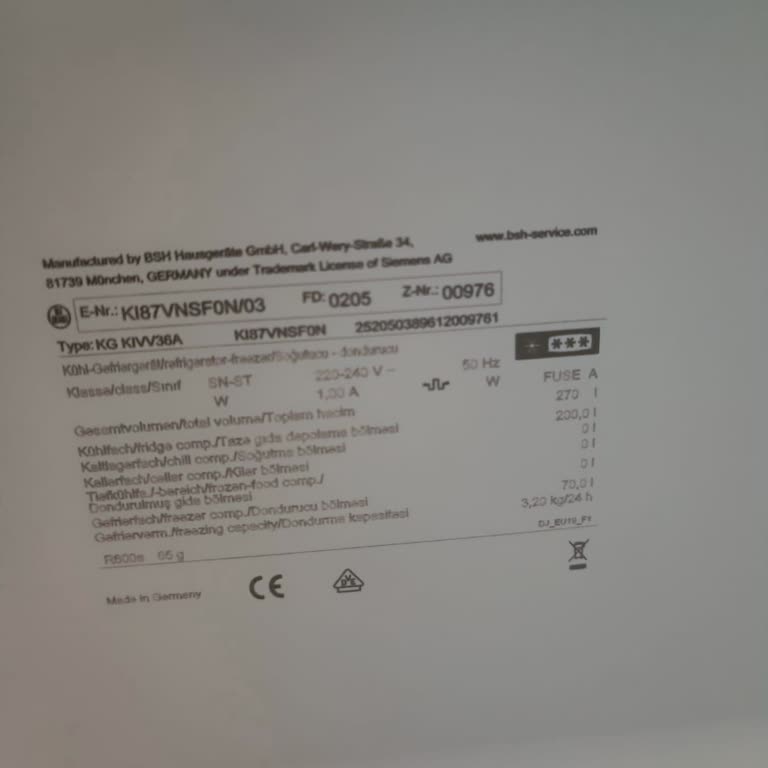 Manufactured by BSH Hausgeräte GmbH, Carl-Wery-Straße 34,
www.bsh-service.com
81739 München, GERMANY under Trademark License of Siemens AG
E-Nr.: KI87VNSF0N/03 FD: 0205 Z-Nr.: 00976
Type: KG KIVV36A KI87VNSF0N 252050389612009761
Kühl-Gefriergerät/refrigerator-freezer/Soğutucu - dondurucu
Klasse/class/Sınıf SN-ST 220-240 V ~ 50 Hz FUSE A
W 1,00 A W
Gesamtvolumen/total volume/Toplam hacim 270 l
Kühlfach/fridge comp./Taze gıda depolama bölmesi 200,0 l
Kaltlagerfach/chill comp./Soğutma bölmesi 0 l
Kellerfach/cellar comp./Kiler bölmesi 0 l
Tiefkühlfa./-bereich/frozen-food comp./
Dondurulmuş gıda bölmesi 0 l
Gefrierfach/freezer comp./Dondurucu bölmesi 70,0 l
Gefrierverm./freezing capacity/Dondurma kapasitesi 3,20 kg/24 h
R600a 65 g
Made in Germany CE